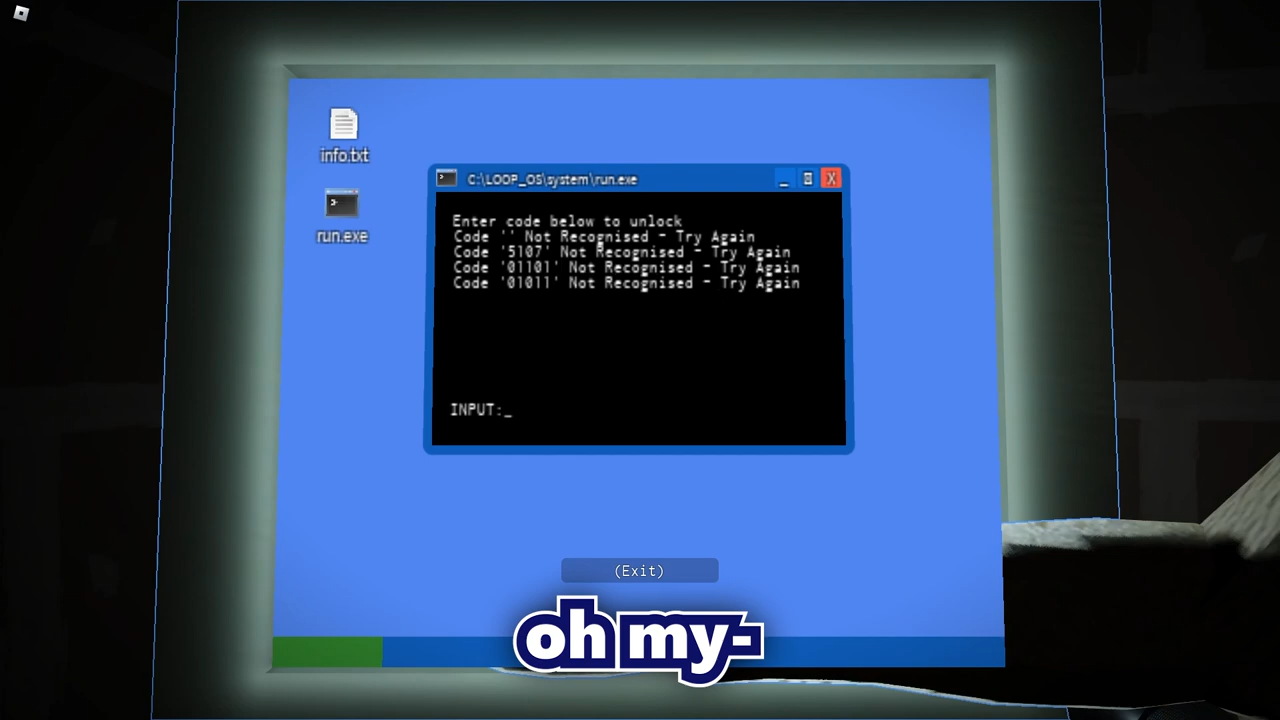 info.txt
run.exe
C:\LOOP_OS\system\run.exe
Enter code below to unlock
Code '' Not Recognised - Try Again
Code '5107' Not Recognised - Try Again
Code '01101' Not Recognised - Try Again
Code '01011' Not Recognised - Try Again
INPUT:_
(Exit)
oh my-